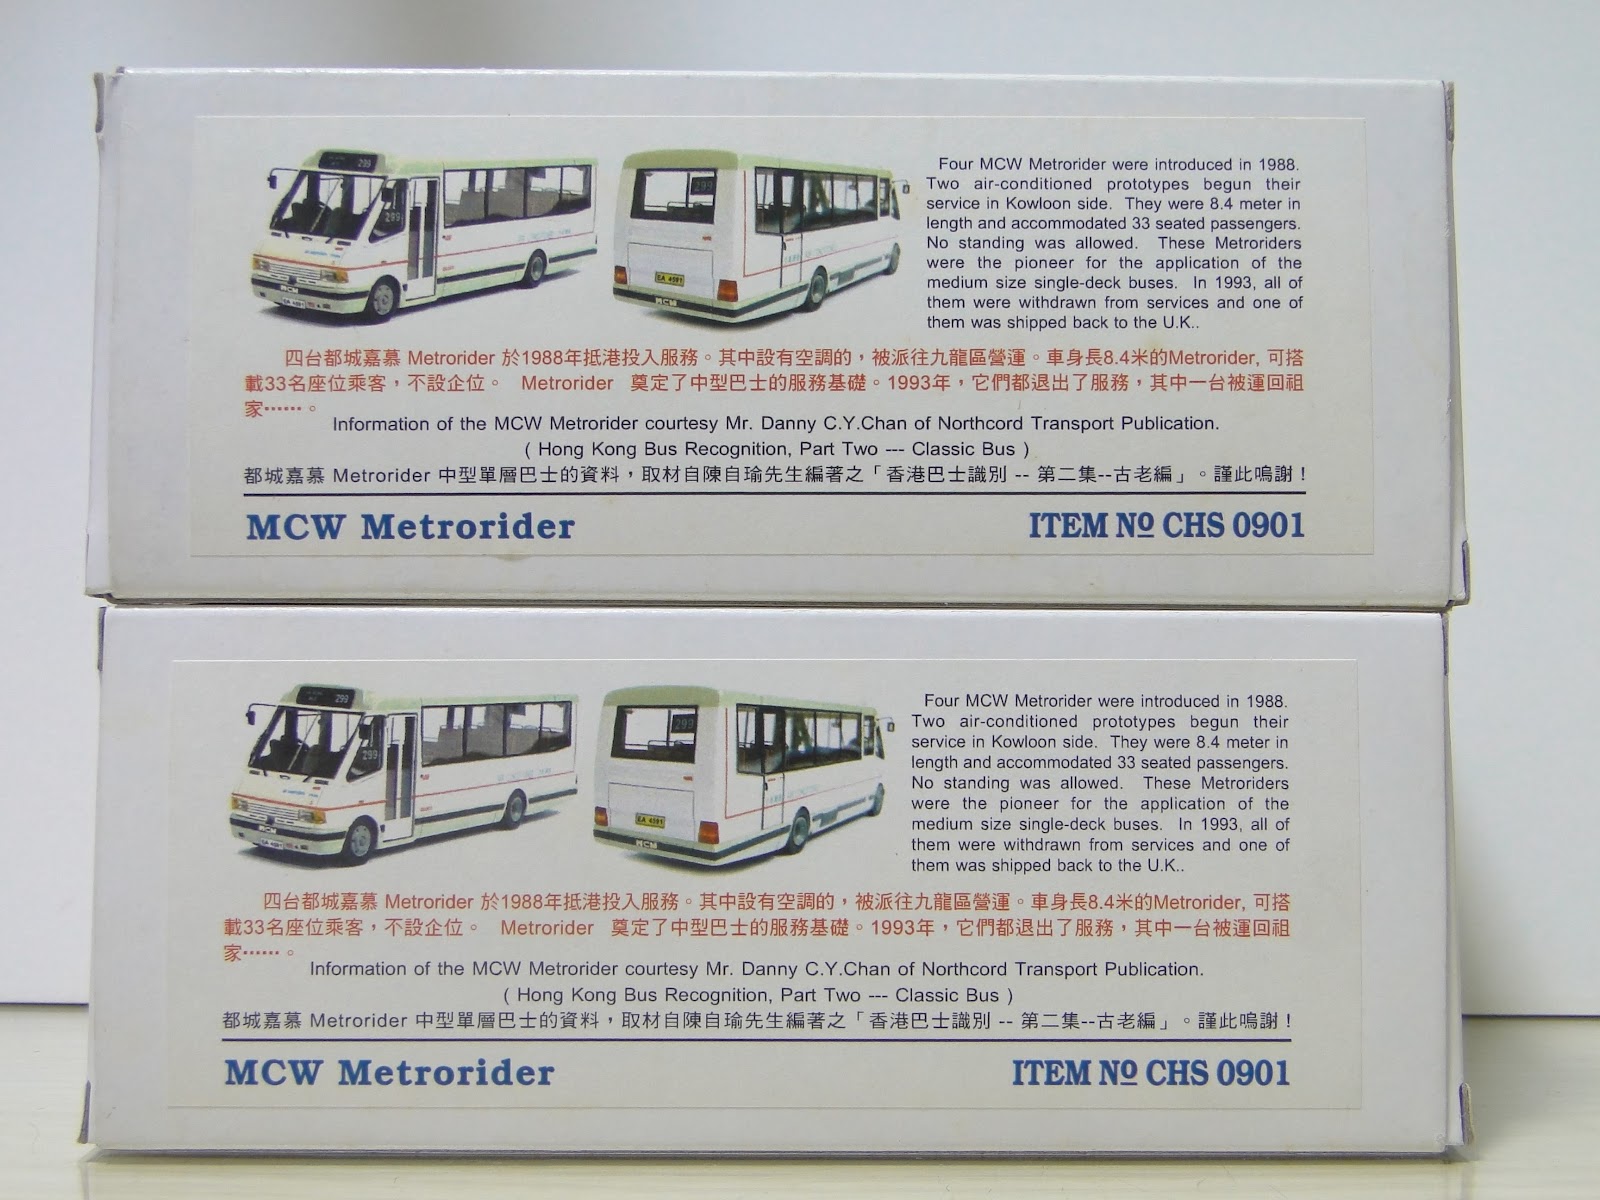 Four MCW Metrorider were introduced in 1988.
Two air-conditioned prototypes begun their
service in Kowloon side. They were 8.4 meter in
length and accommodated 33 seated passengers.
No standing was allowed. These Metroriders
were the pioneer for the application of the
medium size single-deck buses. In 1993, all of
them were withdrawn from services and one of
them was shipped back to the U.K..
299
299
299
EA 4591
MCW
四台都城嘉慕 Metrorider 於1988年抵港投入服務。其中設有空調的，被派往九龍區營運。車身長8.4米的Metrorider, 可搭
載33名座位乘客，不設企位。 Metrorider 奠定了中型巴士的服務基礎。1993年，它們都退出了服務，其中一台被運回祖
家⋯⋯。
Information of the MCW Metrorider courtesy Mr. Danny C.Y.Chan of Northcord Transport Publication.
( Hong Kong Bus Recognition, Part Two --- Classic Bus )
都城嘉慕 Metrorider 中型單層巴士的資料，取材自陳自瑜先生編著之「香港巴士識別 -- 第二集--古老編」。謹此鳴謝！
MCW Metrorider ITEM Nº CHS 0901
Four MCW Metrorider were introduced in 1988.
Two air-conditioned prototypes begun their
service in Kowloon side. They were 8.4 meter in
length and accommodated 33 seated passengers.
No standing was allowed. These Metroriders
were the pioneer for the application of the
medium size single-deck buses. In 1993, all of
them were withdrawn from services and one of
them was shipped back to the U.K..
299
299
299
EA 4591
MCW
四台都城嘉慕 Metrorider 於1988年抵港投入服務。其中設有空調的，被派往九龍區營運。車身長8.4米的Metrorider, 可搭
載33名座位乘客，不設企位。 Metrorider 奠定了中型巴士的服務基礎。1993年，它們都退出了服務，其中一台被運回祖
家⋯⋯。
Information of the MCW Metrorider courtesy Mr. Danny C.Y.Chan of Northcord Transport Publication.
( Hong Kong Bus Recognition, Part Two --- Classic Bus )
都城嘉慕 Metrorider 中型單層巴士的資料，取材自陳自瑜先生編著之「香港巴士識別 -- 第二集--古老編」。謹此鳴謝！
MCW Metrorider ITEM Nº CHS 0901